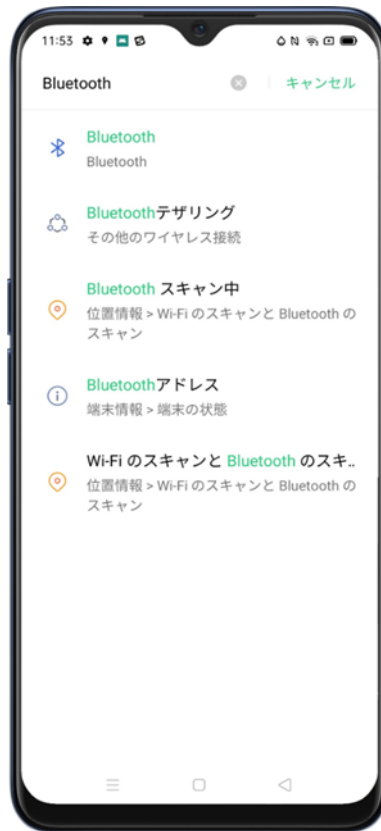 11:53
Bluetooth キャンセル
Bluetooth
Bluetooth
Bluetoothテザリング
その他のワイヤレス接続
Bluetooth スキャン中
位置情報 > Wi-Fi のスキャンと Bluetooth の
スキャン
Bluetoothアドレス
端末情報 > 端末の状態
Wi-Fi のスキャンと Bluetooth のスキ..
位置情報 > Wi-Fi のスキャンと Bluetooth の
スキャン